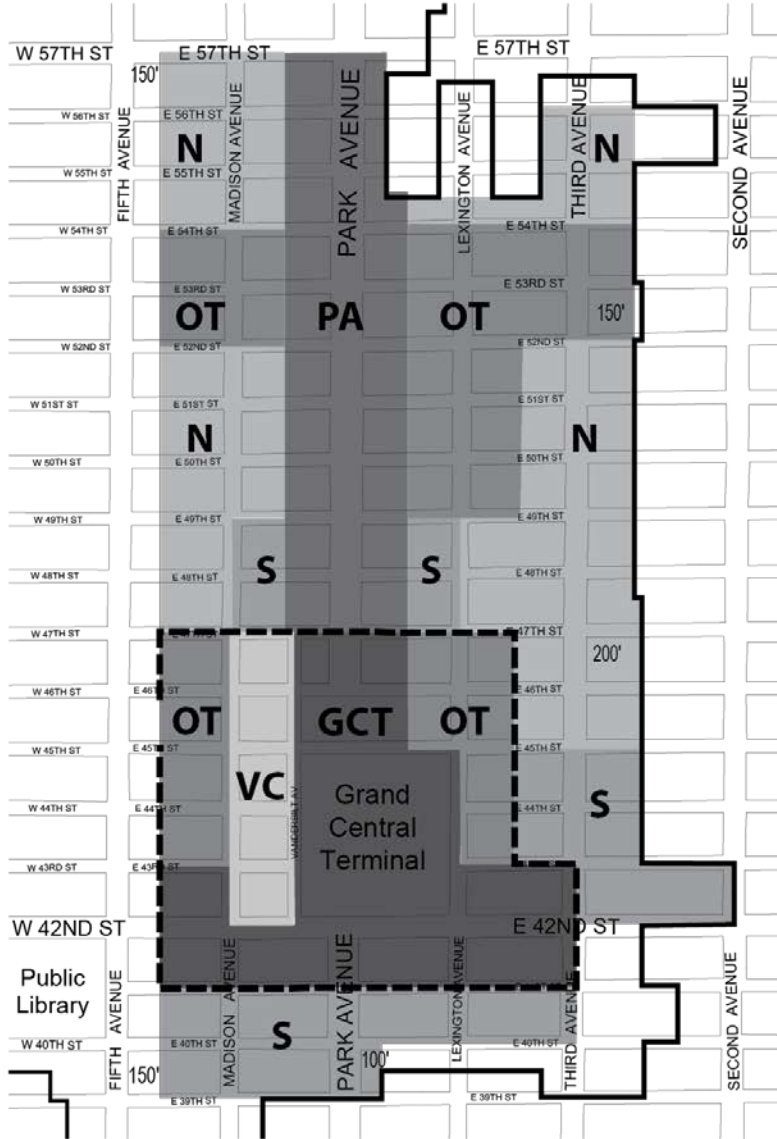 W 57TH ST
E 57TH ST
E 57TH ST
150'
W 56TH ST
E 56TH ST
FIFTH AVENUE
MADISON AVENUE
PARK AVENUE
LEXINGTON AVENUE
THIRD AVENUE
SECOND AVENUE
N
N
W 55TH ST
E 55TH ST
W 54TH ST
E 54TH ST
E 54TH ST
W 53RD ST
E 53RD ST
E 53RD ST
OT
PA
OT
150'
W 52ND ST
E 52ND ST
E 52ND ST
W 51ST ST
E 51ST ST
E 51ST ST
N
N
W 50TH ST
E 50TH ST
E 50TH ST
W 49TH ST
E 49TH ST
E 49TH ST
S
S
W 48TH ST
E 48TH ST
E 48TH ST
W 47TH ST
E 47TH ST
200'
W 46TH ST
E 46TH ST
E 46TH ST
OT
GCT
OT
W 45TH ST
E 45TH ST
E 45TH ST
VC
VANDERBILT AV
Grand
Central
Terminal
W 44TH ST
E 44TH ST
E 44TH ST
S
W 43RD ST
E 43RD ST
W 42ND ST
E 42ND ST
Public
Library
FIFTH AVENUE
MADISON AVENUE
PARK AVENUE
LEXINGTON AVENUE
THIRD AVENUE
SECOND AVENUE
S
W 40TH ST
E 40TH ST
E 40TH ST
100'
150'
E 39TH ST
E 39TH ST